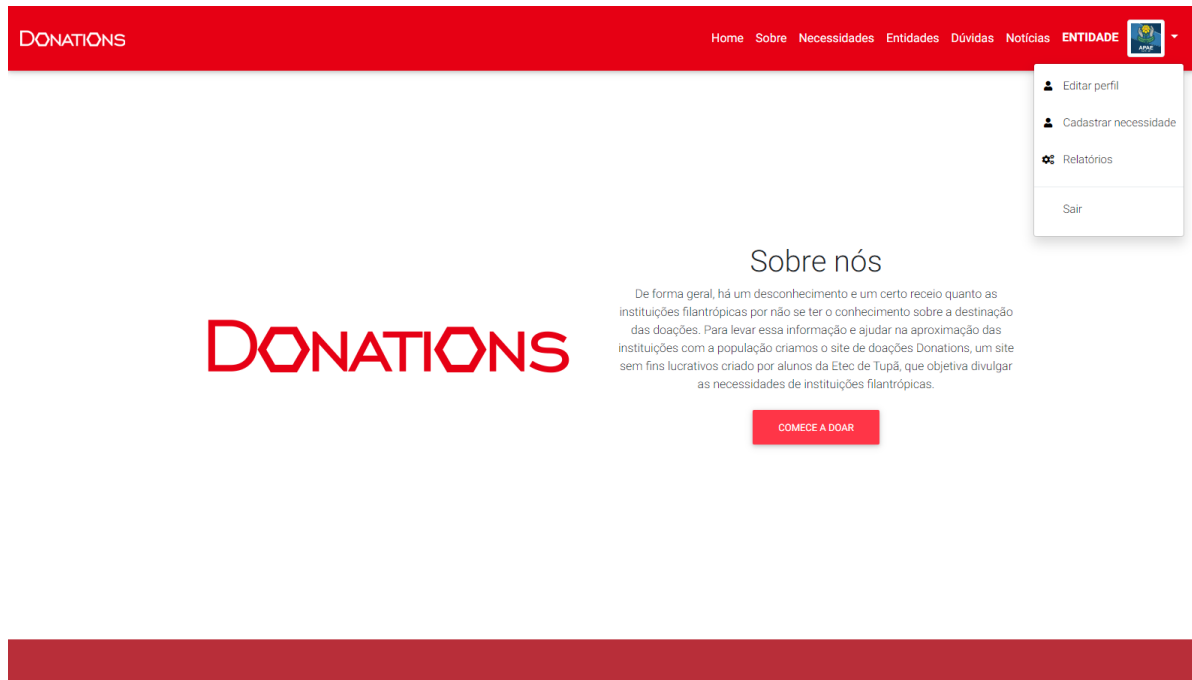 DONATIONS
Home Sobre Necessidades Entidades Dúvidas Notícias ENTIDADE
APAE
Editar perfil
Cadastrar necessidade
Relatórios
Sair
Sobre nós
De forma geral, há um desconhecimento e um certo receio quanto as
instituições filantrópicas por não se ter o conhecimento sobre a destinação
das doações. Para levar essa informação e ajudar na aproximação das
instituições com a população criamos o site de doações Donations, um site
sem fins lucrativos criado por alunos da Etec de Tupã, que objetiva divulgar
as necessidades de instituições filantrópicas.
DONATIONS
COMECE A DOAR